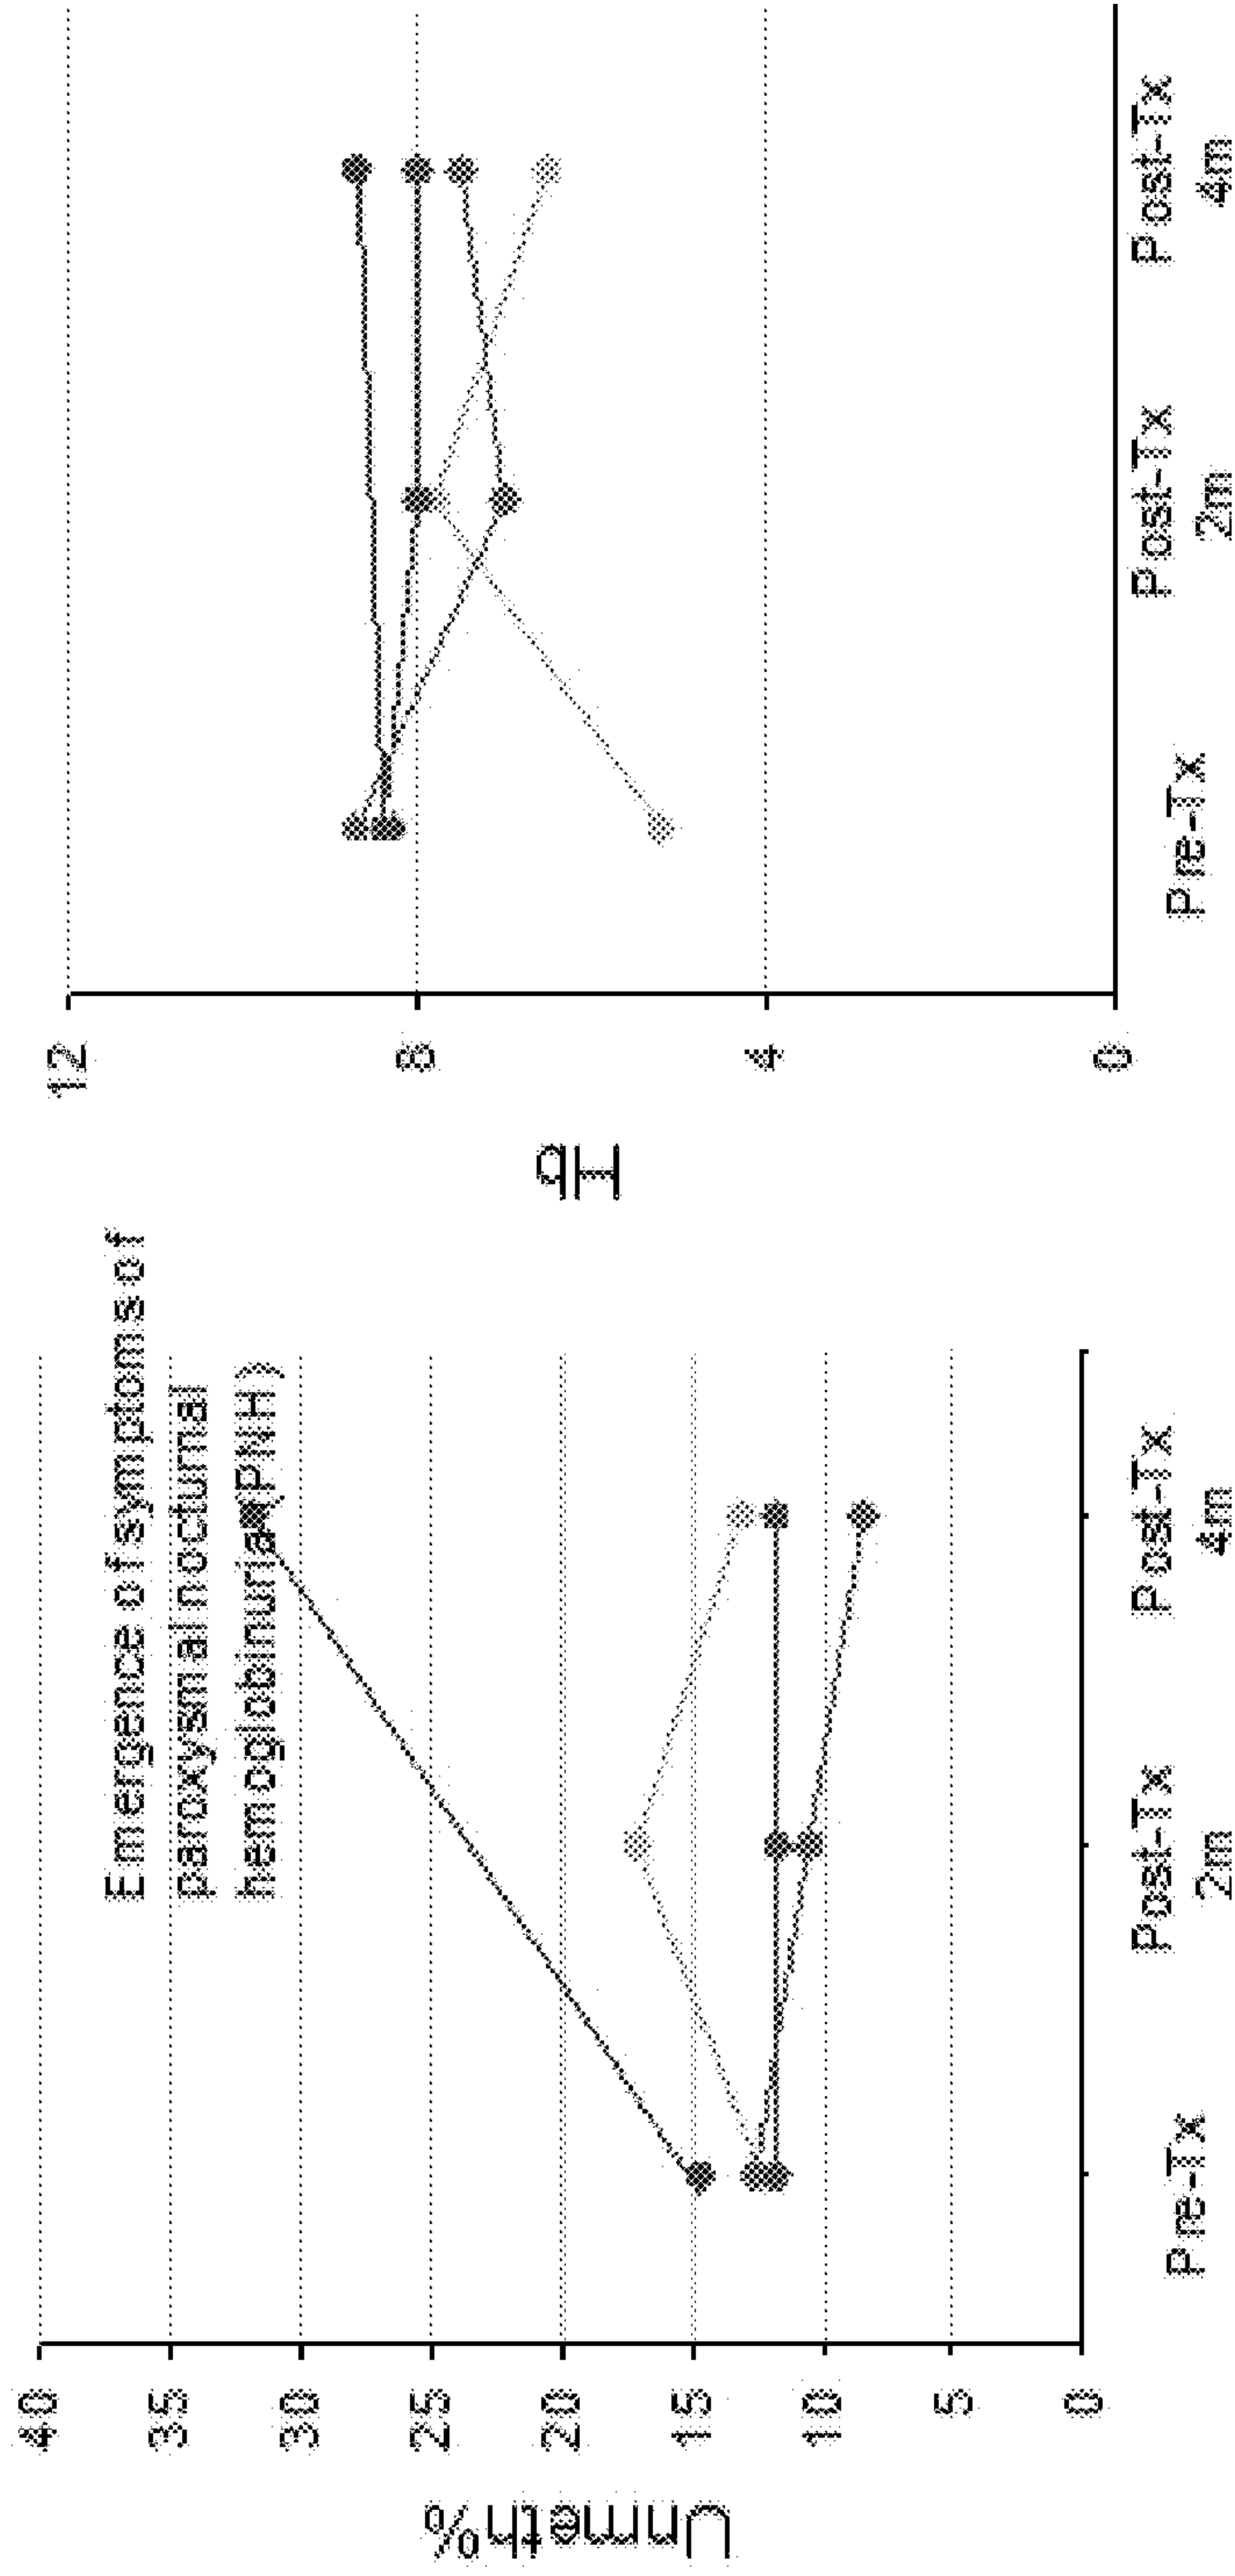 Unmeth%
40
35
30
25
20
15
10
5
0
Emergence of symptoms of
paroxysmal nocturnal
hemoglobinuria (PNH)
Pre-Tx
Post-Tx
2m
Post-Tx
4m
Hb
12
8
4
0
Pre-Tx
Post-Tx
2m
Post-Tx
4m